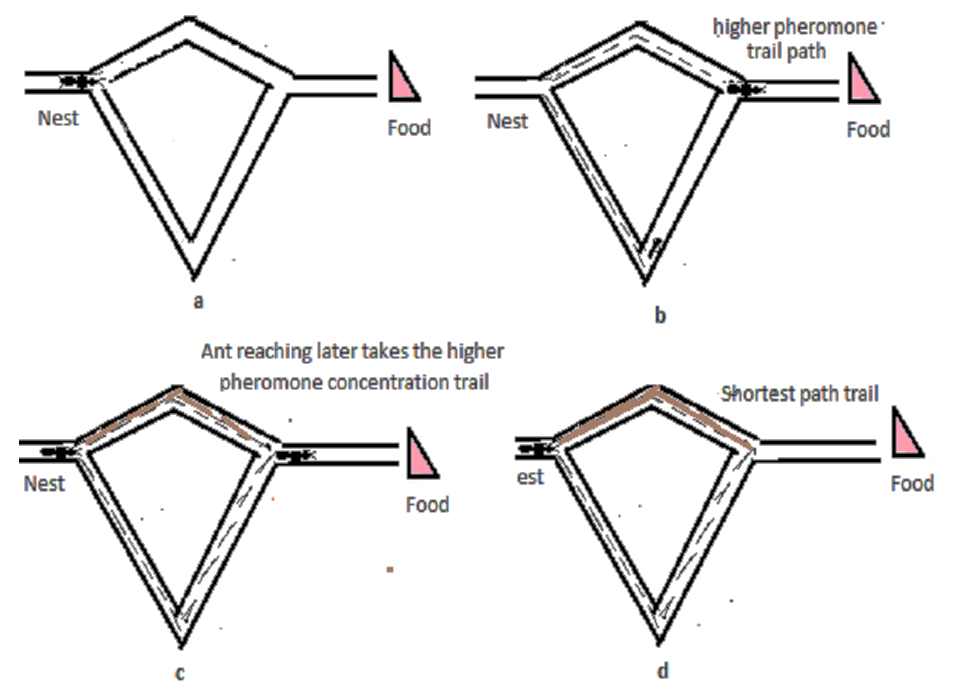 higher pheromone
trail path
Nest
Food
Nest
Food
a
b
Ant reaching later takes the higher
pheromone concentration trail
Shortest path trail
Nest
Food
est
Food
c
d